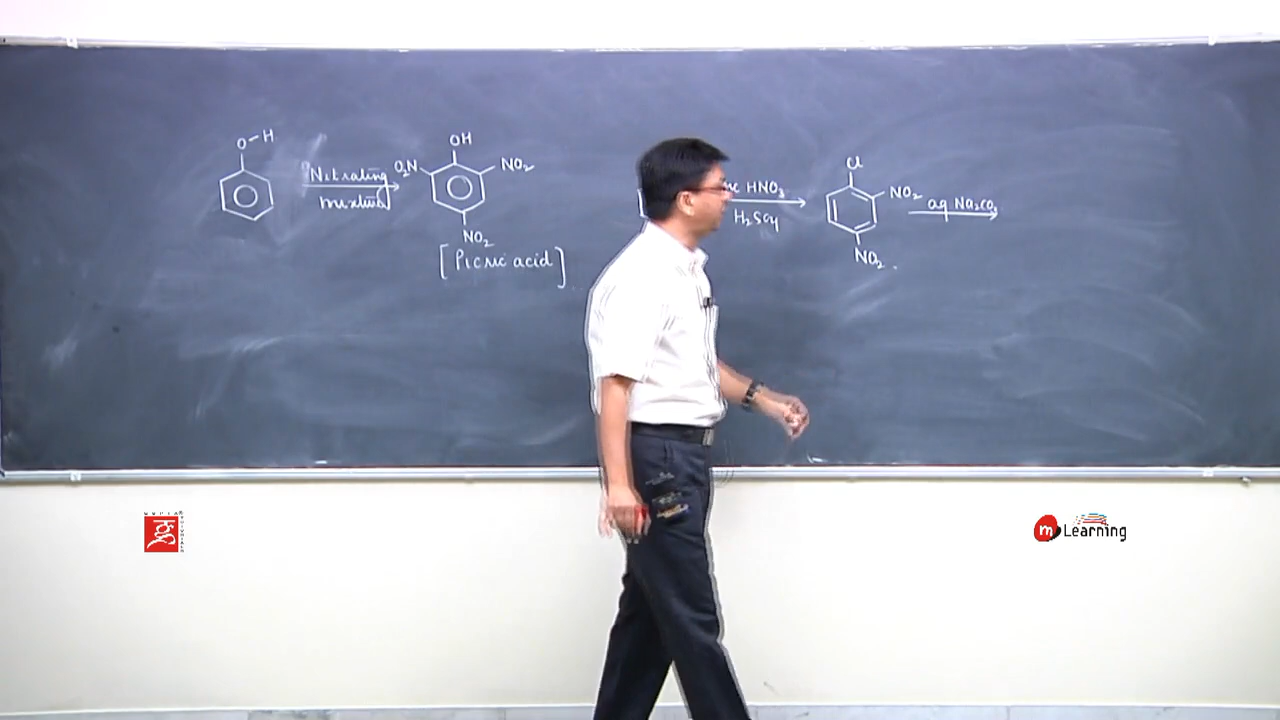 O-H
Nitrating
mixture
OH
O₂N
NO₂
NO₂
[Picric acid]
HNO₃
H₂SO₄
Cl
NO₂
NO₂
aq Na₂CO₃
m Learning